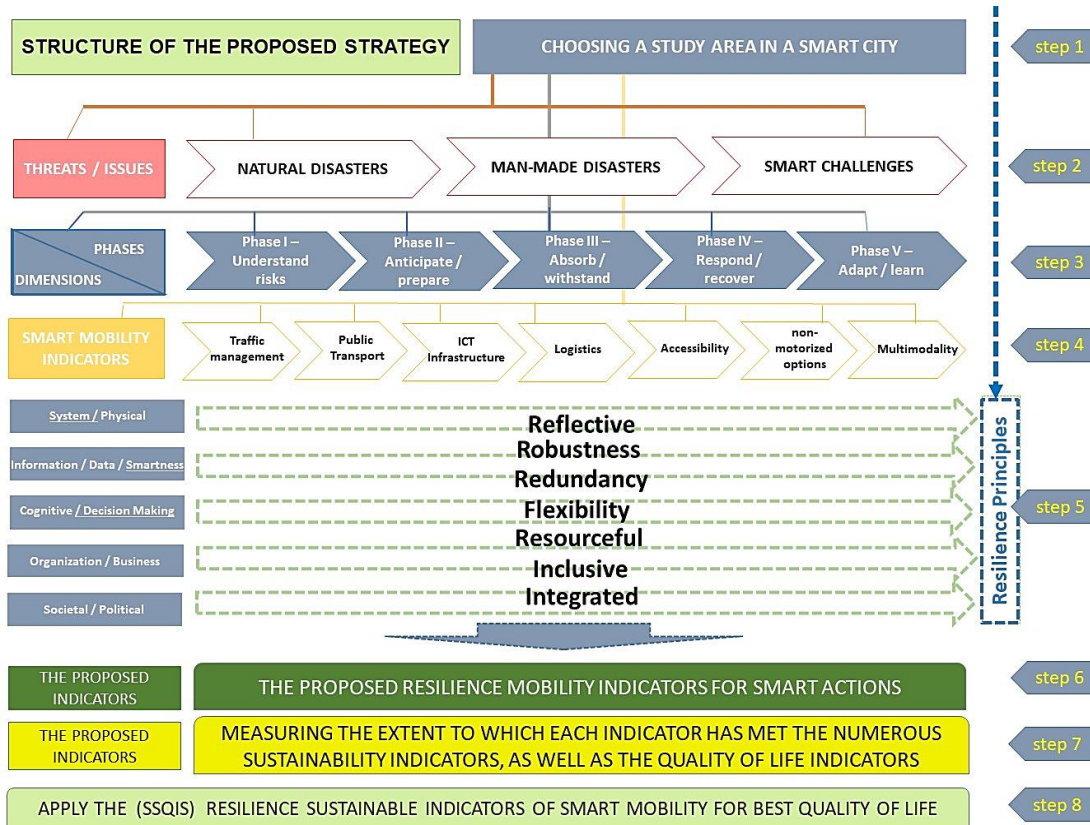 STRUCTURE OF THE PROPOSED STRATEGY
CHOOSING A STUDY AREA IN A SMART CITY
step 1
THREATS / ISSUES
NATURAL DISASTERS
MAN-MADE DISASTERS
SMART CHALLENGES
step 2
PHASES
DIMENSIONS
Phase I –
Understand
risks
Phase II –
Anticipate /
prepare
Phase III –
Absorb /
withstand
Phase IV –
Respond /
recover
Phase V –
Adapt / learn
step 3
SMART MOBILITY
INDICATORS
Traffic
management
Public
Transport
ICT
Infrastructure
Logistics
Accessibility
non-
motorized
options
Multimodality
step 4
System / Physical
Information / Data / Smartness
Cognitive / Decision Making
Organization / Business
Societal / Political
Reflective
Robustness
Redundancy
Flexibility
Resourceful
Inclusive
Integrated
Resilience Principles
step 5
THE PROPOSED
INDICATORS
THE PROPOSED RESILIENCE MOBILITY INDICATORS FOR SMART ACTIONS
step 6
THE PROPOSED
INDICATORS
MEASURING THE EXTENT TO WHICH EACH INDICATOR HAS MET THE NUMEROUS
SUSTAINABILITY INDICATORS, AS WELL AS THE QUALITY OF LIFE INDICATORS
step 7
APPLY THE (SSQIS) RESILIENCE SUSTAINABLE INDICATORS OF SMART MOBILITY FOR BEST QUALITY OF LIFE
step 8